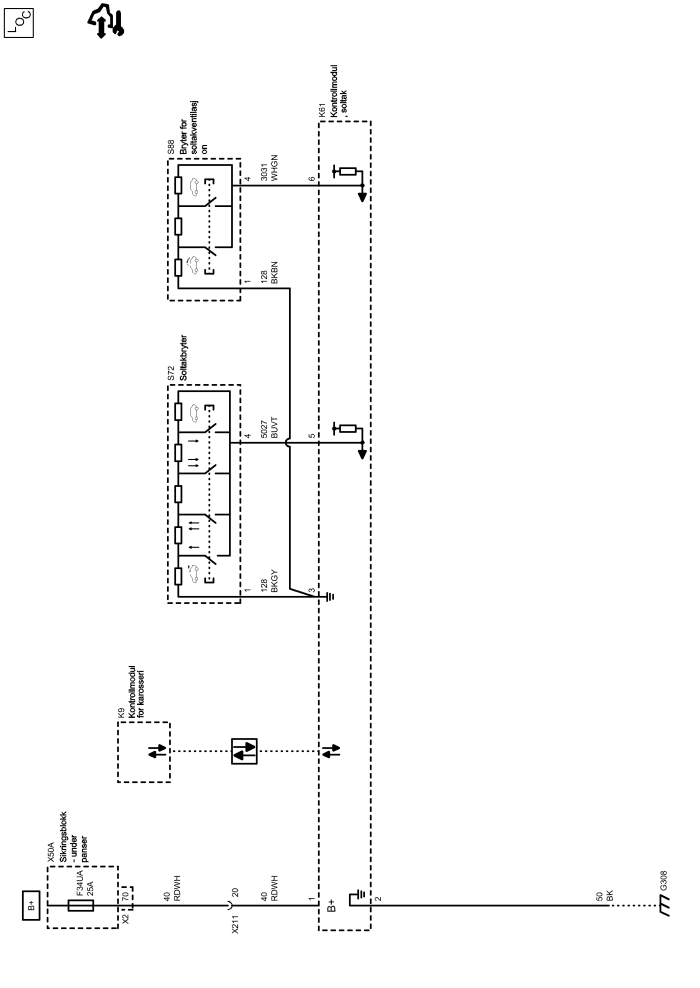 LOC
B+
X50A
Sikringsblokk
- under
panser
F34UA
25A
X2
70
40
RDWH
20
X211
40
RDWH
1
B+
2
50
BK
G308
K9
Kontrollmodul
for karosseri
S72
Soltakbryter
1
128
BKGY
3
4
5027
BUVT
5
S88
Bryter for
soltakventilasj
on
1
128
BKBN
4
3031
WHGN
6
K61
Kontrollmodul
, soltak